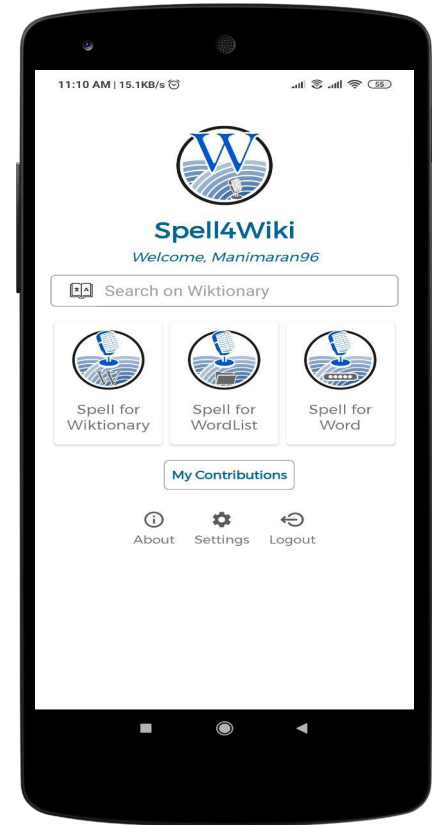 11:10 AM | 15.1KB/s
55
W
Spell4Wiki
Welcome, Manimaran96
Search on Wiktionary
Spell for
Wiktionary
Spell for
WordList
Spell for
Word
My Contributions
About Settings Logout